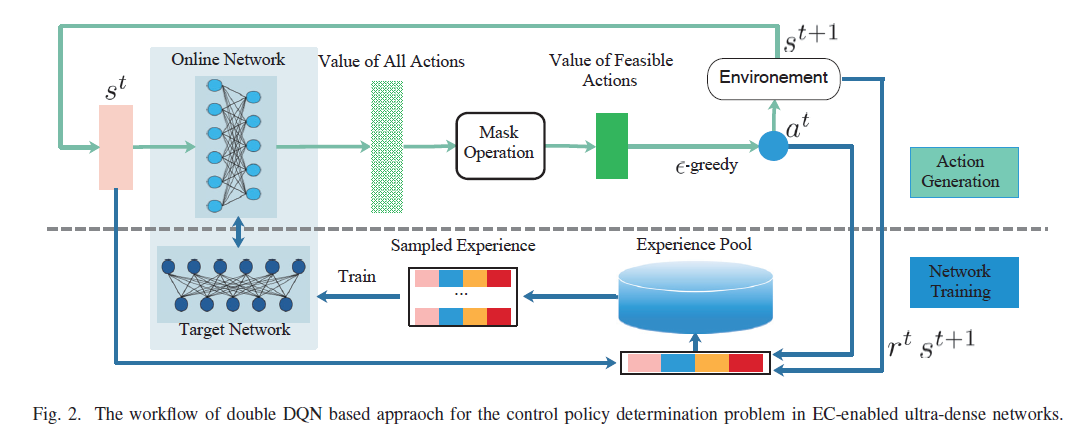 s^{t+1}
Online Network
Value of All Actions
Value of Feasible
Actions
Environement
s^t
Mask
Operation
a^t
ϵ-greedy
Action
Generation
Sampled Experience
Experience Pool
Train
...
Network
Training
Target Network
r^t s^{t+1}
Fig. 2. The workflow of double DQN based appraoch for the control policy determination problem in EC-enabled ultra-dense networks.